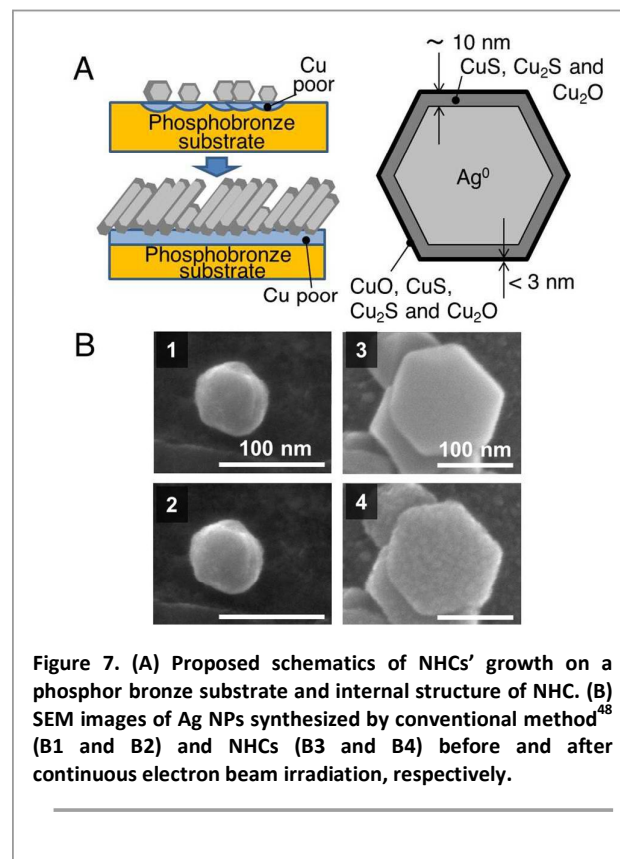 A
Cu
poor
Phosphobronze
substrate
Phosphobronze
substrate
Cu poor
~ 10 nm
CuS, Cu₂S and
Cu₂O
Ag⁰
< 3 nm
CuO, CuS,
Cu₂S and Cu₂O
B
1
100 nm
3
100 nm
2
4
Figure 7. (A) Proposed schematics of NHCs’ growth on a
phosphor bronze substrate and internal structure of NHC. (B)
SEM images of Ag NPs synthesized by conventional method⁴⁸
(B1 and B2) and NHCs (B3 and B4) before and after
continuous electron beam irradiation, respectively.